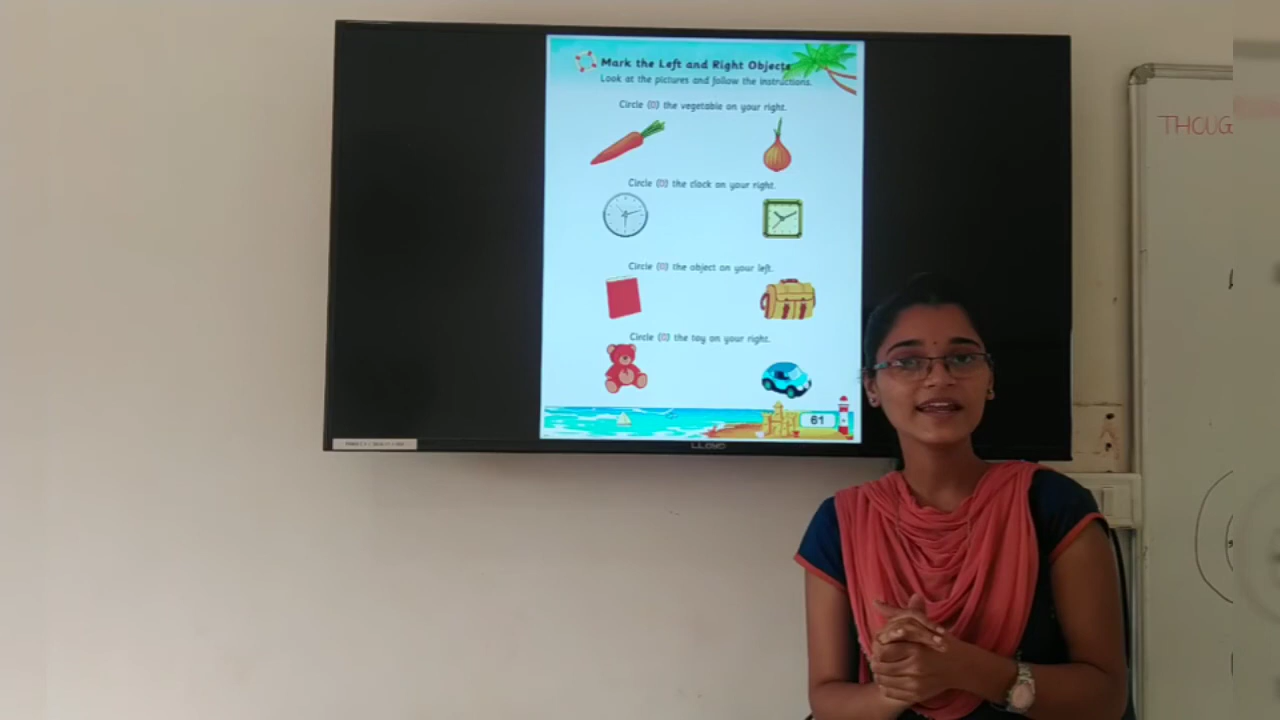 Mark the Left and Right Objects
Look at the pictures and follow the instructions.
Circle (O) the vegetable on your right.
Circle (O) the clock on your right.
Circle (O) the object on your left.
Circle (O) the toy on your right.
61
LLOYD
THOUG